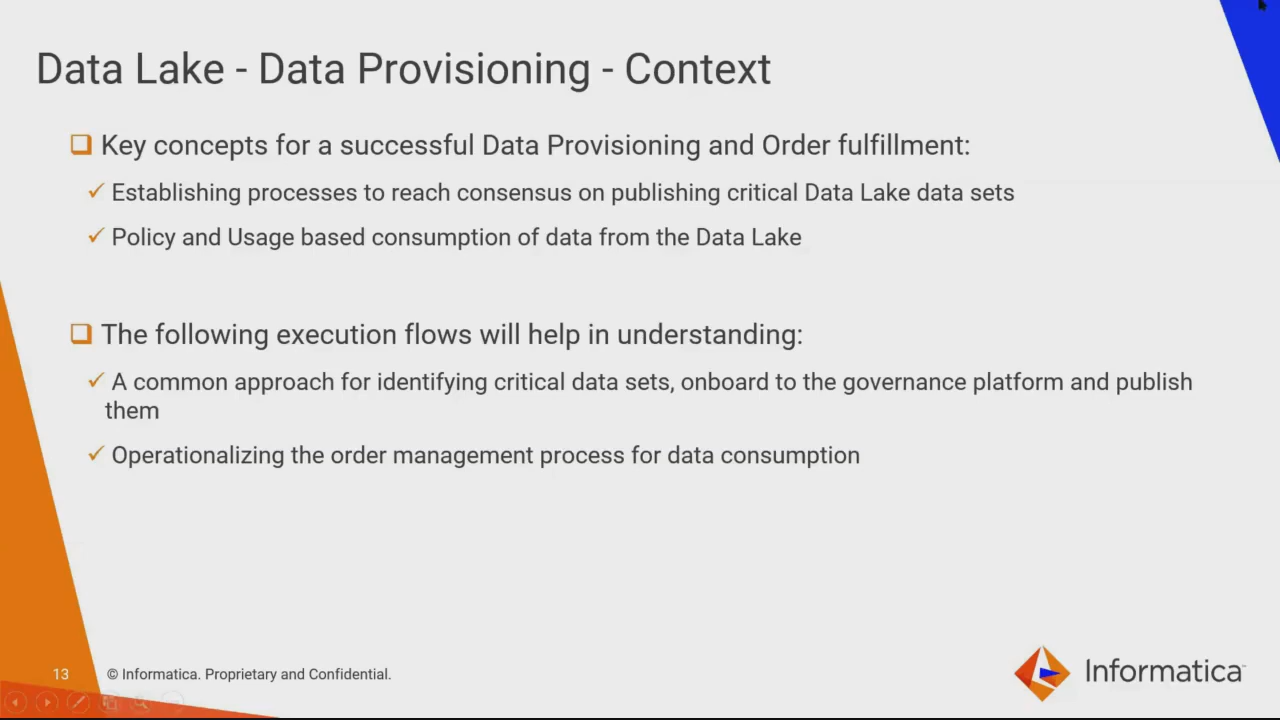 Data Lake - Data Provisioning - Context
Key concepts for a successful Data Provisioning and Order fulfillment:
Establishing processes to reach consensus on publishing critical Data Lake data sets
Policy and Usage based consumption of data from the Data Lake
The following execution flows will help in understanding:
A common approach for identifying critical data sets, onboard to the governance platform and publish
them
Operationalizing the order management process for data consumption
13 © Informatica. Proprietary and Confidential.
Informatica